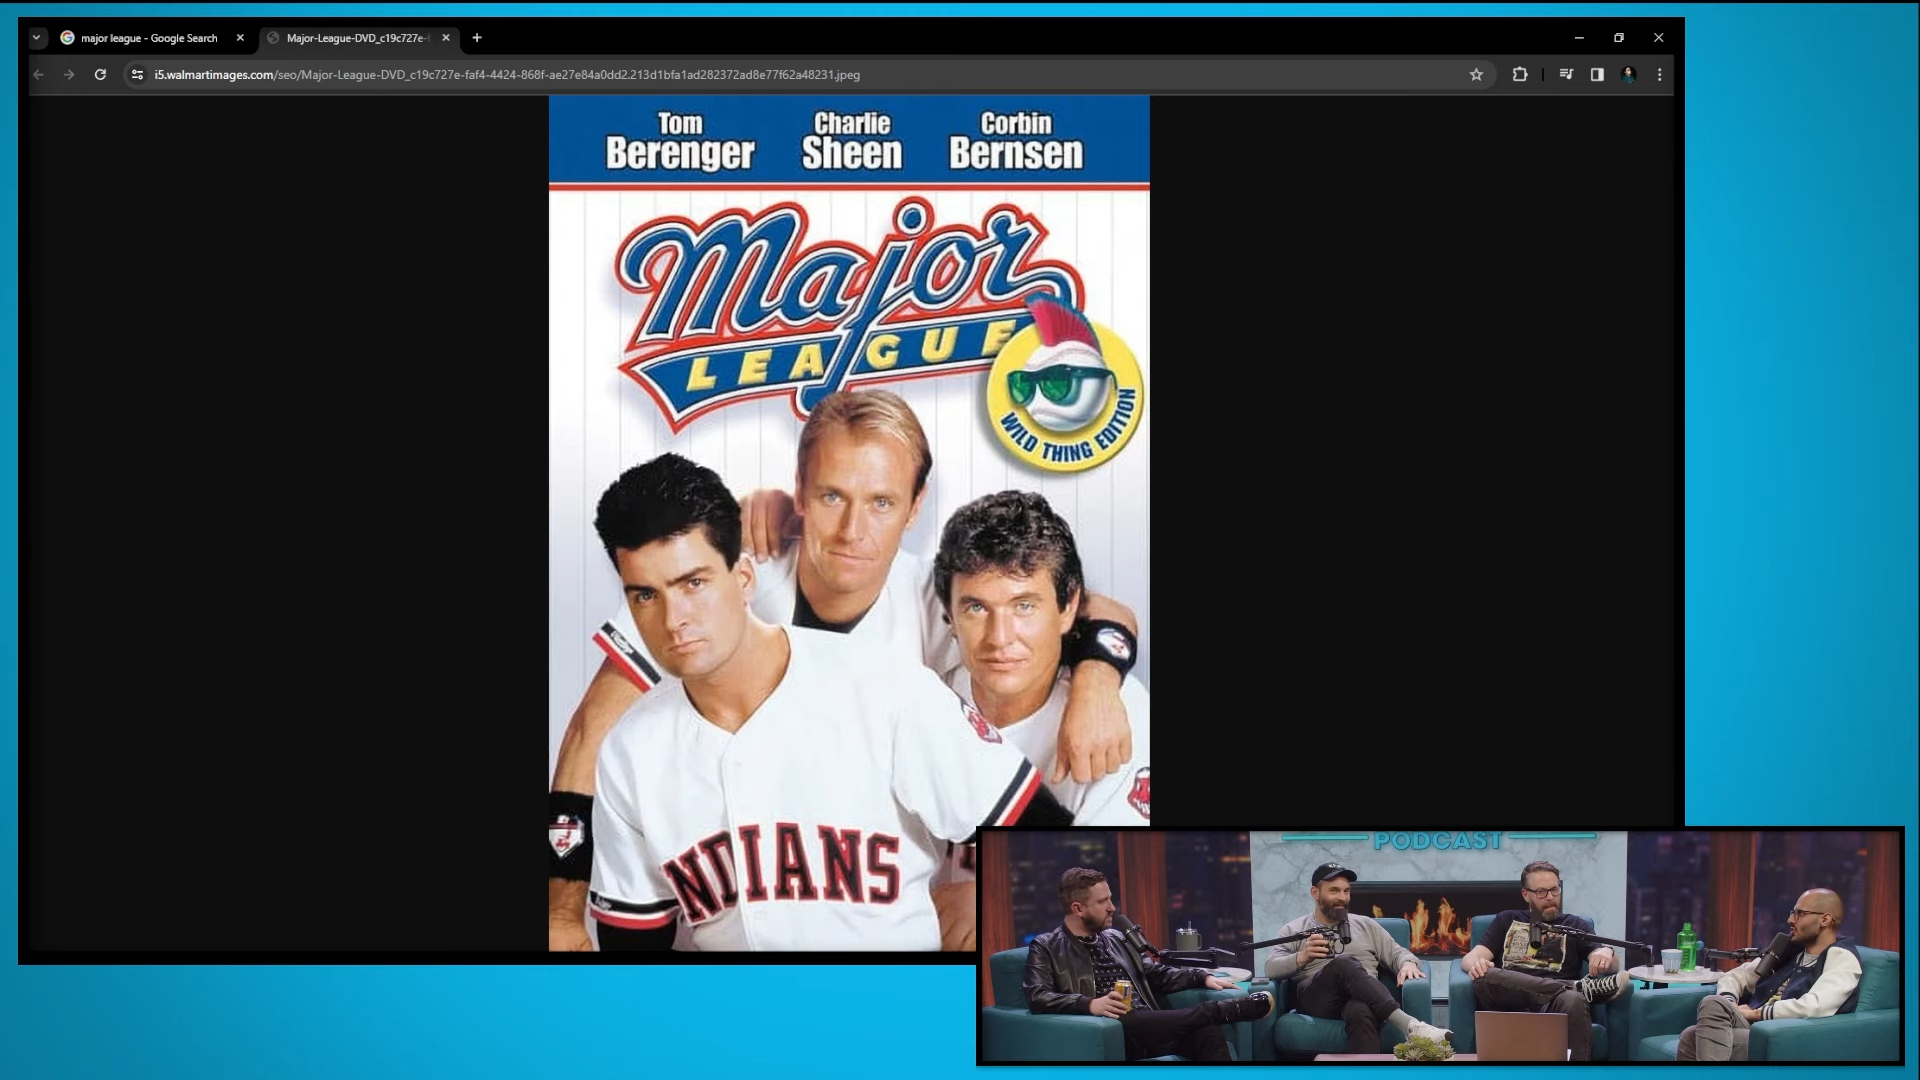 major league - Google Search
Major-League-DVD_c19c727e-f
i5.walmartimages.com/seo/Major-League-DVD_c19c727e-faf4-4424-868f-ae27e84a0dd2.213d1bfa1ad282372ad8e77f62a48231.jpeg
Tom Berenger
Charlie Sheen
Corbin Bernsen
Major
LEAGUE
WILD THING EDITION
INDIANS
PODCAST